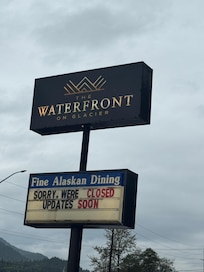 THE
WATERFRONT
ON GLACIER
Fine Alaskan Dining
SORRY, WERE CLOSED
UPDATES SOON